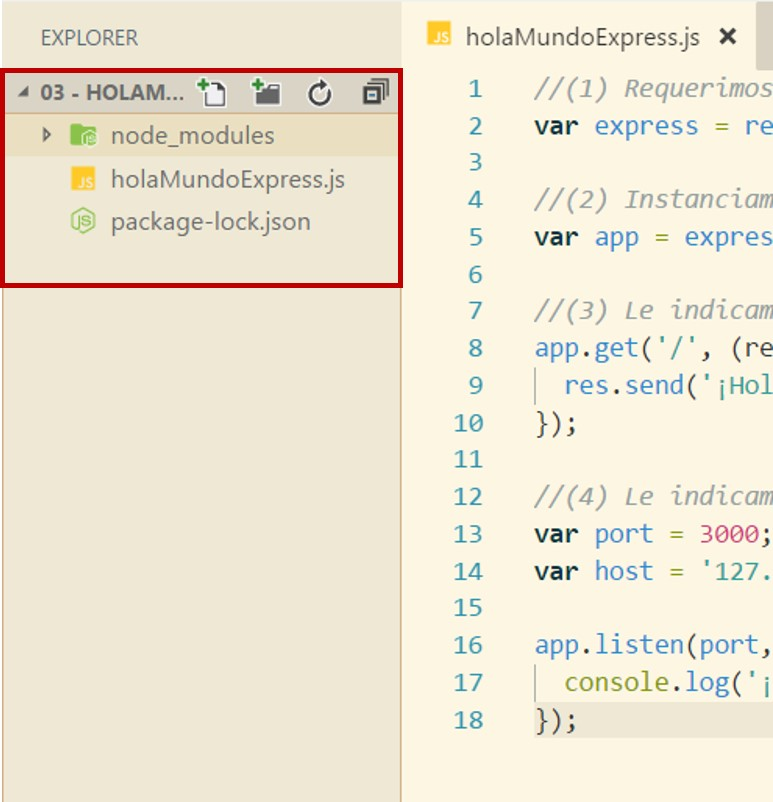 EXPLORER
03 - HOLAM...
node_modules
holaMundoExpress.js
package-lock.json
holaMundoExpress.js
1 //(1) Requerimos
2 var express = re
3
4 //(2) Instanciam
5 var app = expres
6
7 //(3) Le indicam
8 app.get('/', (re
9 res.send('¡Hol
10 });
11
12 //(4) Le indicam
13 var port = 3000;
14 var host = '127.
15
16 app.listen(port,
17 console.log('¡
18 });